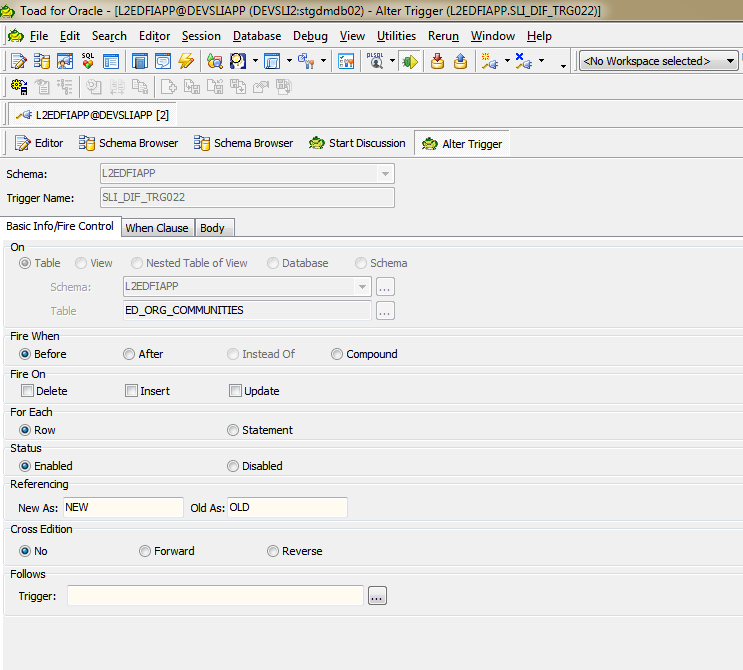 Toad for Oracle - [L2EDFIAPP@DEVSLIAPP (DEVSLI2:stgdmdb02) - Alter Trigger (L2EDFIAPP.SLI_DIF_TRG022)]
File Edit Search Editor Session Database Debug View Utilities Rerun Window Help
SQL PLSQL <No Workspace selected>
L2EDFIAPP@DEVSLIAPP [2]
Editor Schema Browser Schema Browser Start Discussion Alter Trigger
Schema: L2EDFIAPP
Trigger Name: SLI_DIF_TRG022
Basic Info/Fire Control When Clause Body
On
Table View Nested Table of View Database Schema
Schema: L2EDFIAPP ...
Table ED_ORG_COMMUNITIES ...
Fire When
Before After Instead Of Compound
Fire On
Delete Insert Update
For Each
Row Statement
Status
Enabled Disabled
Referencing
New As: NEW Old As: OLD
Cross Edition
No Forward Reverse
Follows
Trigger: ...